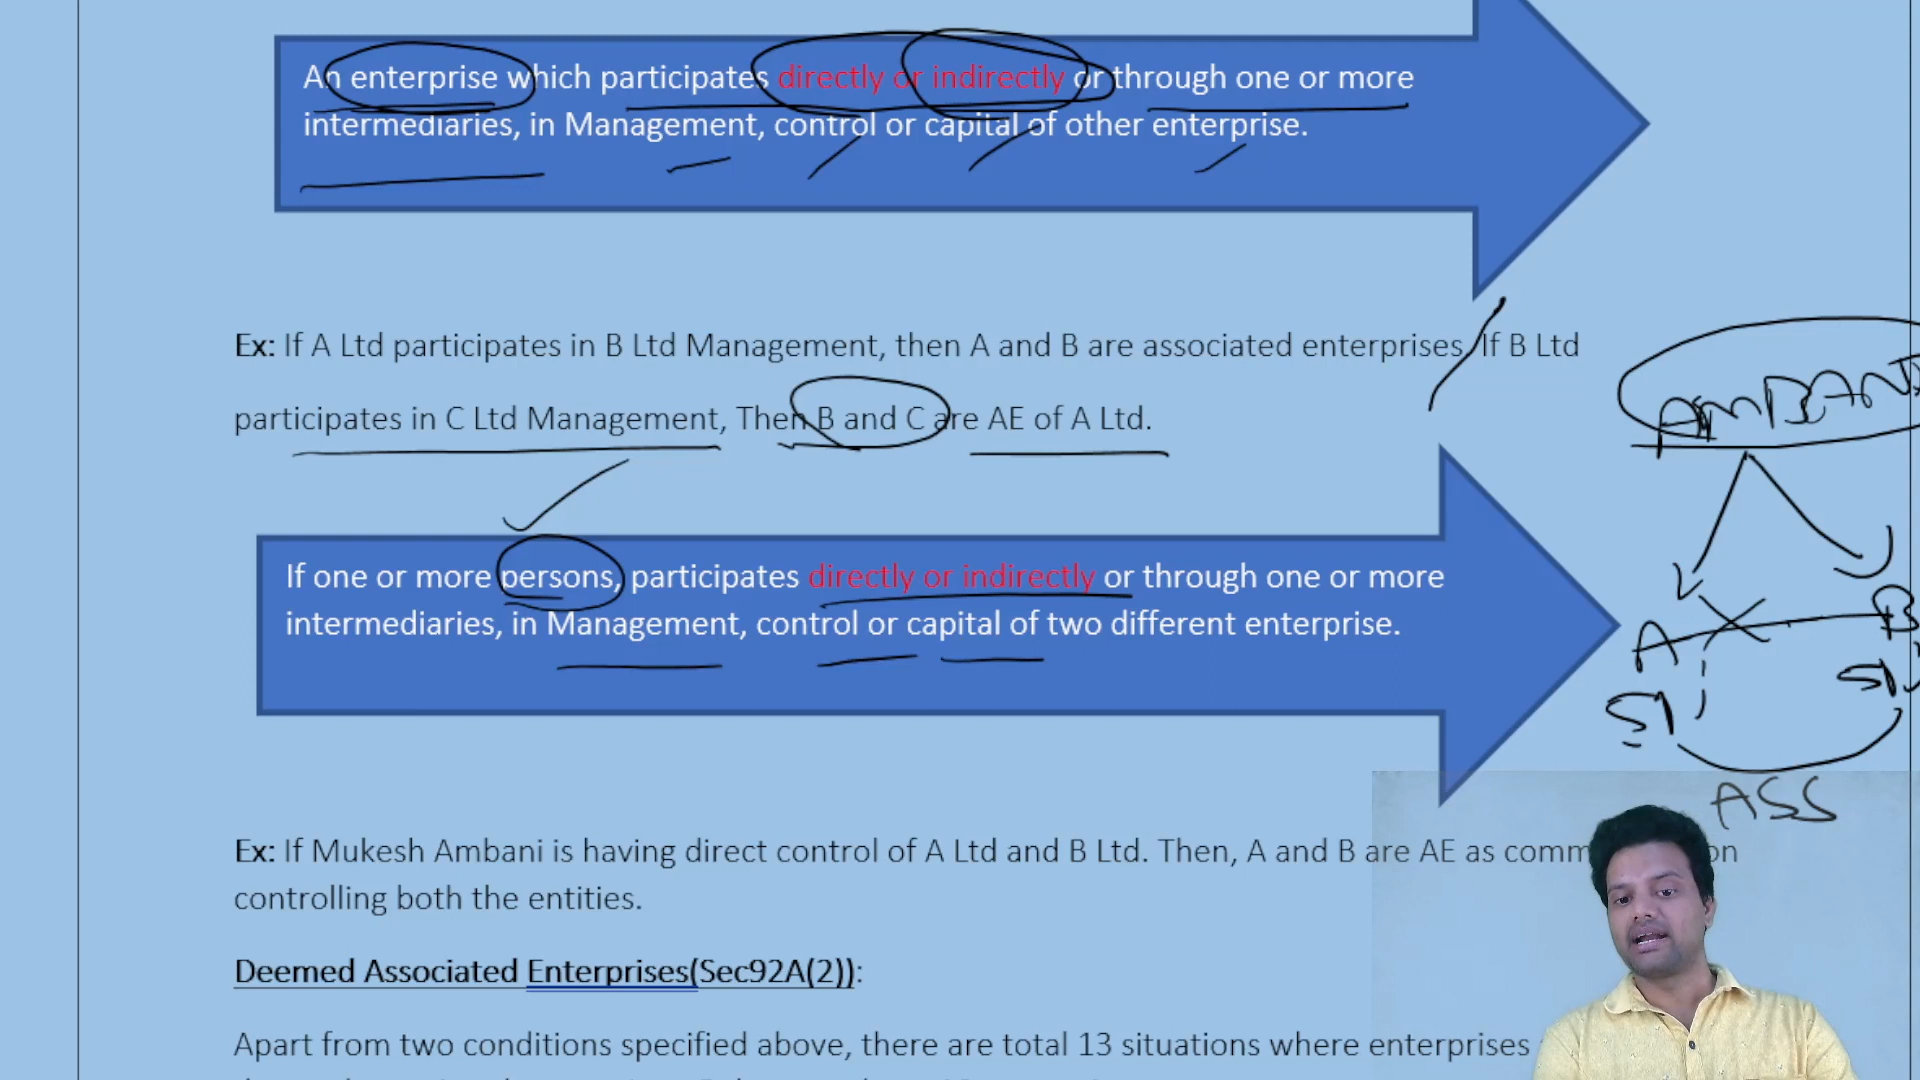 An enterprise which participates directly or indirectly or through one or more
intermediaries, in Management, control or capital of other enterprise.
Ex: If A Ltd participates in B Ltd Management, then A and B are associated enterprises. If B Ltd
participates in C Ltd Management, Then B and C are AE of A Ltd.
AMBANI
If one or more persons, participates directly or indirectly or through one or more
intermediaries, in Management, control or capital of two different enterprise.
A B
S1
ASS
Ex: If Mukesh Ambani is having direct control of A Ltd and B Ltd. Then, A and B are AE as comm on
controlling both the entities.
Deemed Associated Enterprises(Sec92A(2)):
Apart from two conditions specified above, there are total 13 situations where enterprises